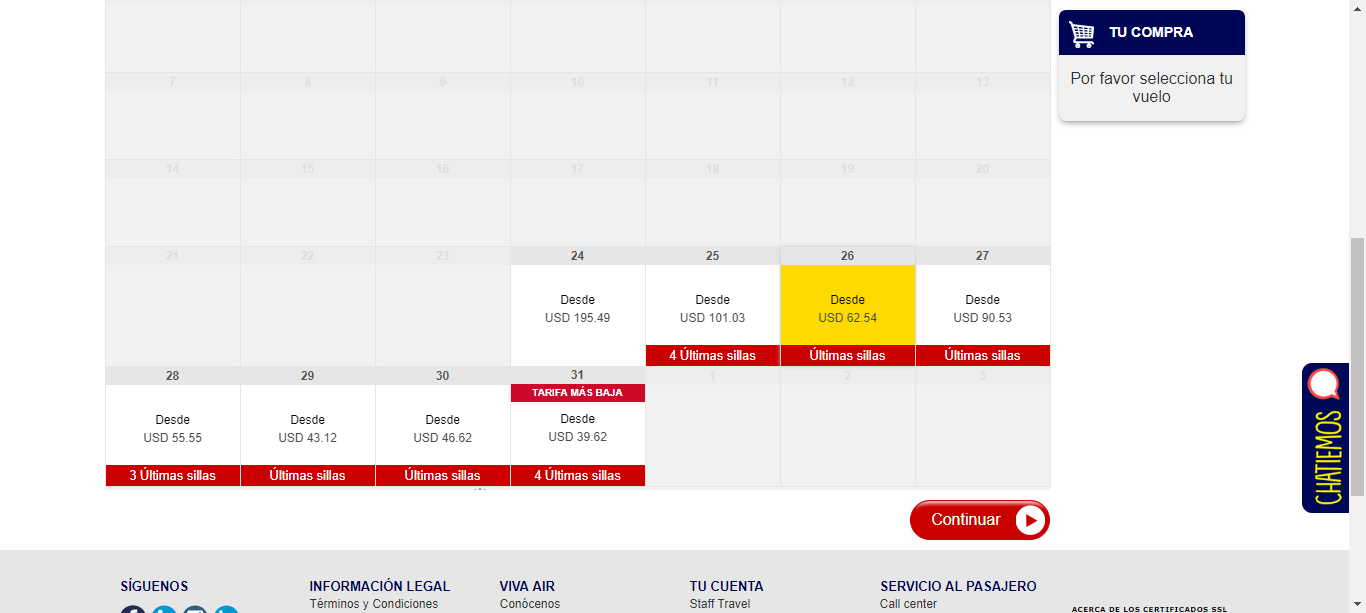 TU COMPRA
Por favor selecciona tu
vuelo
7 8 9 10 11 12 13
14 15 16 17 18 19 20
21 22 23 24 25 26 27
Desde Desde Desde Desde
USD 195.49 USD 101.03 USD 62.54 USD 90.53
4 Últimas sillas Últimas sillas Últimas sillas
28 29 30 31 1 2 3
TARIFA MÁS BAJA
Desde Desde Desde Desde
USD 55.55 USD 43.12 USD 46.62 USD 39.62
3 Últimas sillas Últimas sillas Últimas sillas 4 Últimas sillas
Continuar
CHATIEMOS
SÍGUENOS INFORMACIÓN LEGAL VIVA AIR TU CUENTA SERVICIO AL PASAJERO
Términos y Condiciones Conócenos Staff Travel Call center
ACERCA DE LOS CERTIFICADOS SSL